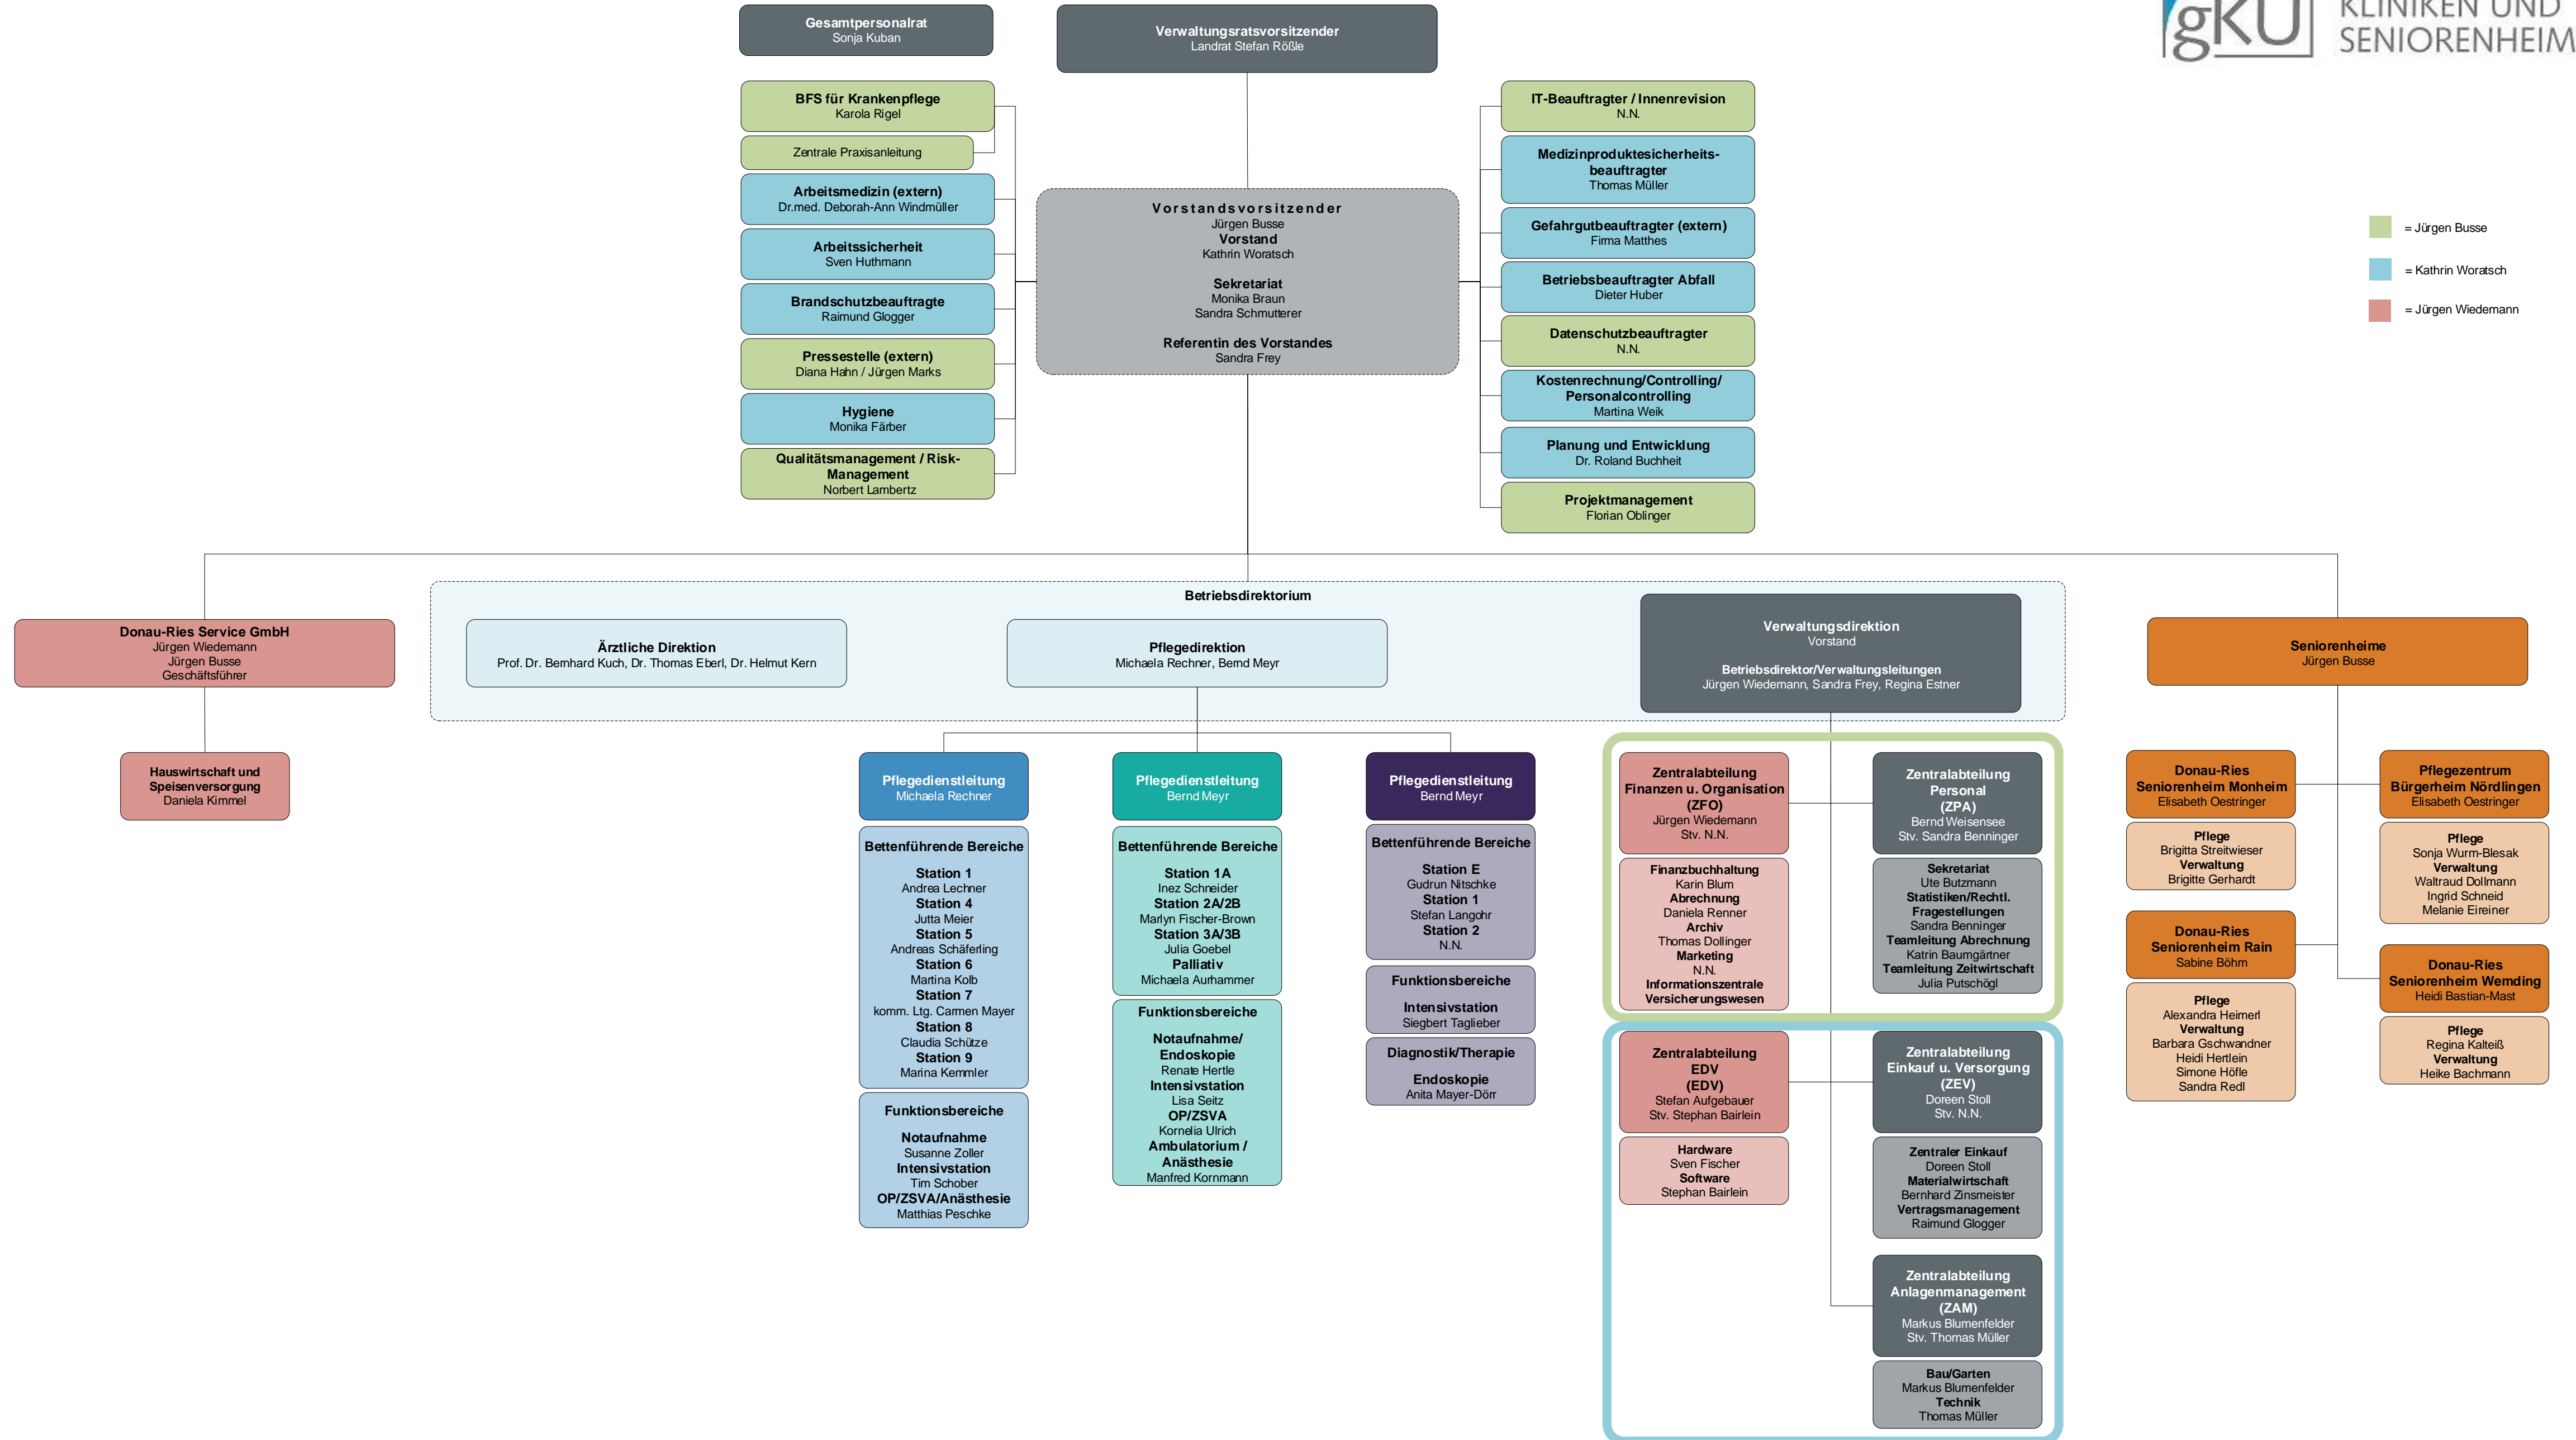 Gesamtpersonalrat
Sonja Kuban
Verwaltungsratsvorsitzender
Landrat Stefan Rößle
gKU
KLINIKEN UND
SENIORENHEIM
BFS für Krankenpflege
Karola Rigel
Zentrale Praxisanleitung
Arbeitsmedizin (extern)
Dr.med. Deborah-Ann Windmüller
Arbeitssicherheit
Sven Huthmann
Brandschutzbeauftragte
Raimund Glogger
Pressestelle (extern)
Diana Hahn / Jürgen Marks
Hygiene
Monika Färber
Qualitätsmanagement / Risk-
Management
Norbert Lambertz
Vorstandsvorsitzender
Jürgen Busse
Vorstand
Kathrin Woratsch
Sekretariat
Monika Braun
Sandra Schmutterer
Referentin des Vorstandes
Sandra Frey
IT-Beauftragter / Innenrevision
N.N.
Medizinproduktesicherheits-
beauftragter
Thomas Müller
Gefahrgutbeauftragter (extern)
Firma Matthes
Betriebsbeauftragter Abfall
Dieter Huber
Datenschutzbeauftragter
N.N.
Kostenrechnung/Controlling/
Personalcontrolling
Martina Weik
Planung und Entwicklung
Dr. Roland Buchheit
Projektmanagement
Florian Oblinger
= Jürgen Busse
= Kathrin Woratsch
= Jürgen Wiedemann
Donau-Ries Service GmbH
Jürgen Wiedemann
Jürgen Busse
Geschäftsführer
Hauswirtschaft und
Speisenversorgung
Daniela Kimmel
Betriebsdirektorium
Ärztliche Direktion
Prof. Dr. Bernhard Kuch, Dr. Thomas Eberl, Dr. Helmut Kern
Pflegedirektion
Michaela Rechner, Bernd Meyr
Verwaltungsdirektion
Vorstand
Betriebsdirektor/Verwaltungsleitungen
Jürgen Wiedemann, Sandra Frey, Regina Estner
Seniorenheime
Jürgen Busse
Pflegedienstleitung
Michaela Rechner
Bettenführende Bereiche
Station 1
Andrea Lechner
Station 4
Jutta Meier
Station 5
Andreas Schäferling
Station 6
Martina Kolb
Station 7
komm. Ltg. Carmen Mayer
Station 8
Claudia Schütze
Station 9
Marina Kemmler
Funktionsbereiche
Notaufnahme
Susanne Zoller
Intensivstation
Tim Schober
OP/ZSVA/Anästhesie
Matthias Peschke
Pflegedienstleitung
Bernd Meyr
Bettenführende Bereiche
Station 1A
Inez Schneider
Station 2A/2B
Marlyn Fischer-Brown
Station 3A/3B
Julia Goebel
Palliativ
Michaela Aurhammer
Funktionsbereiche
Notaufnahme/
Endoskopie
Renate Hertle
Intensivstation
Lisa Seitz
OP/ZSVA
Kornelia Ulrich
Ambulatorium /
Anästhesie
Manfred Kornmann
Pflegedienstleitung
Bernd Meyr
Bettenführende Bereiche
Station E
Gudrun Nitschke
Station 1
Stefan Langohr
Station 2
N.N.
Funktionsbereiche
Intensivstation
Siegbert Taglieber
Diagnostik/Therapie
Endoskopie
Anita Mayer-Dörr
Zentralabteilung
Finanzen u. Organisation
(ZFO)
Jürgen Wiedemann
Stv. N.N.
Finanzbuchhaltung
Karin Blum
Abrechnung
Daniela Renner
Archiv
Thomas Dollinger
Marketing
N.N.
Informationszentrale
Versicherungswesen
Zentralabteilung
Personal
(ZPA)
Bernd Weisensee
Stv. Sandra Benninger
Sekretariat
Ute Butzmann
Statistiken/Rechtl.
Fragestellungen
Sandra Benninger
Teamleitung Abrechnung
Katrin Baumgärtner
Teamleitung Zeitwirtschaft
Julia Putschögl
Zentralabteilung
EDV
(EDV)
Stefan Aufgebauer
Stv. Stephan Bairlein
Hardware
Sven Fischer
Software
Stephan Bairlein
Zentralabteilung
Einkauf u. Versorgung
(ZEV)
Doreen Stoll
Stv. N.N.
Zentraler Einkauf
Doreen Stoll
Materialwirtschaft
Bernhard Zinsmeister
Vertragsmanagement
Raimund Glogger
Zentralabteilung
Anlagenmanagement
(ZAM)
Markus Blumenfelder
Stv. Thomas Müller
Bau/Garten
Markus Blumenfelder
Technik
Thomas Müller
Donau-Ries
Seniorenheim Monheim
Elisabeth Oestringer
Pflege
Brigitta Streitwieser
Verwaltung
Brigitte Gerhardt
Donau-Ries
Seniorenheim Rain
Sabine Böhm
Pflege
Alexandra Heimerl
Verwaltung
Barbara Gschwandner
Heidi Hertlein
Simone Höfle
Sandra Redl
Pflegezentrum
Bürgerheim Nördlingen
Elisabeth Oestringer
Pflege
Sonja Wurm-Blesak
Verwaltung
Waltraud Dollmann
Ingrid Schneid
Melanie Eireiner
Donau-Ries
Seniorenheim Wemding
Heidi Bastian-Mast
Pflege
Regina Kalteiß
Verwaltung
Heike Bachmann